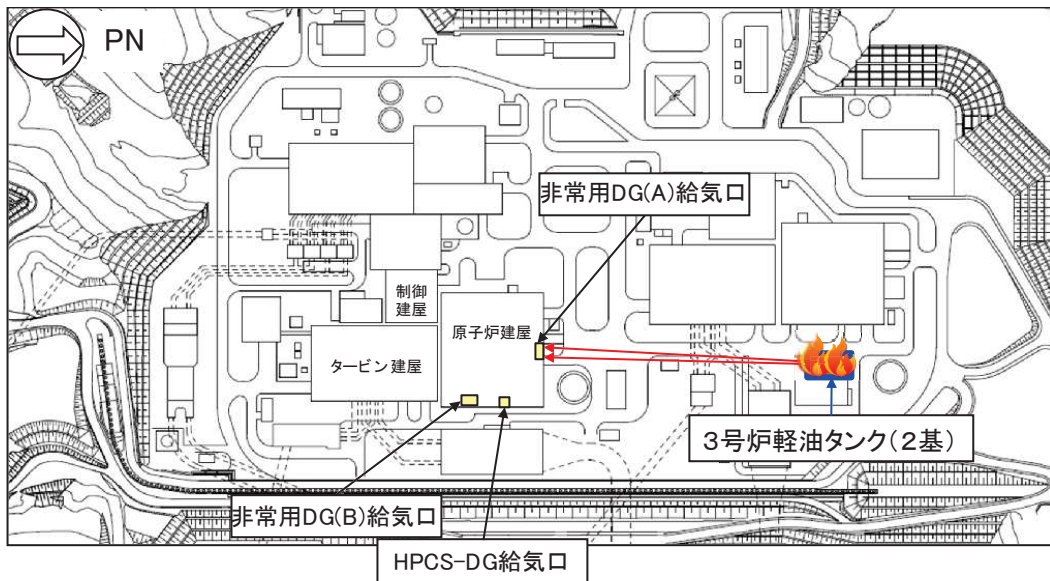 PN
非常用DG(A)給気口
制御
建屋
原子炉建屋
タービン建屋
3号炉軽油タンク(2基)
非常用DG(B)給気口
HPCS-DG給気口